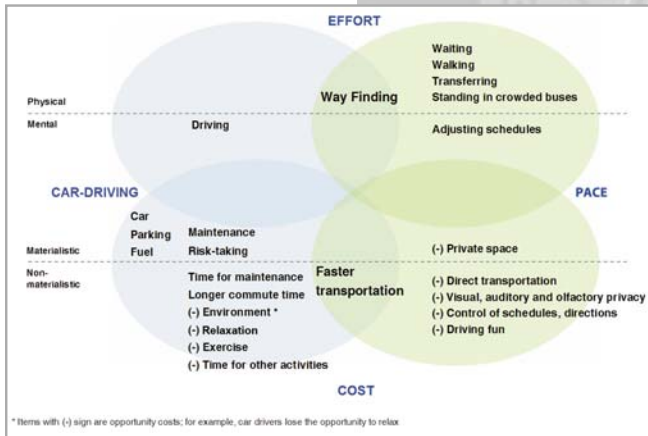 EFFORT
Waiting
Walking
Transferring
Standing in crowded buses
Way Finding
Physical
Mental
Driving
Adjusting schedules
CAR-DRIVING
PACE
Car
Parking
Fuel
Maintenance
Risk-taking
Materialistic
(-) Private space
Non-
materialistic
Time for maintenance
Longer commute time
(-) Environment *
(-) Relaxation
(-) Exercise
(-) Time for other activities
Faster
transportation
(-) Direct transportation
(-) Visual, auditory and olfactory privacy
(-) Control of schedules, directions
(-) Driving fun
COST
* Items with (-) sign are opportunity costs; for example, car drivers lose the opportunity to relax